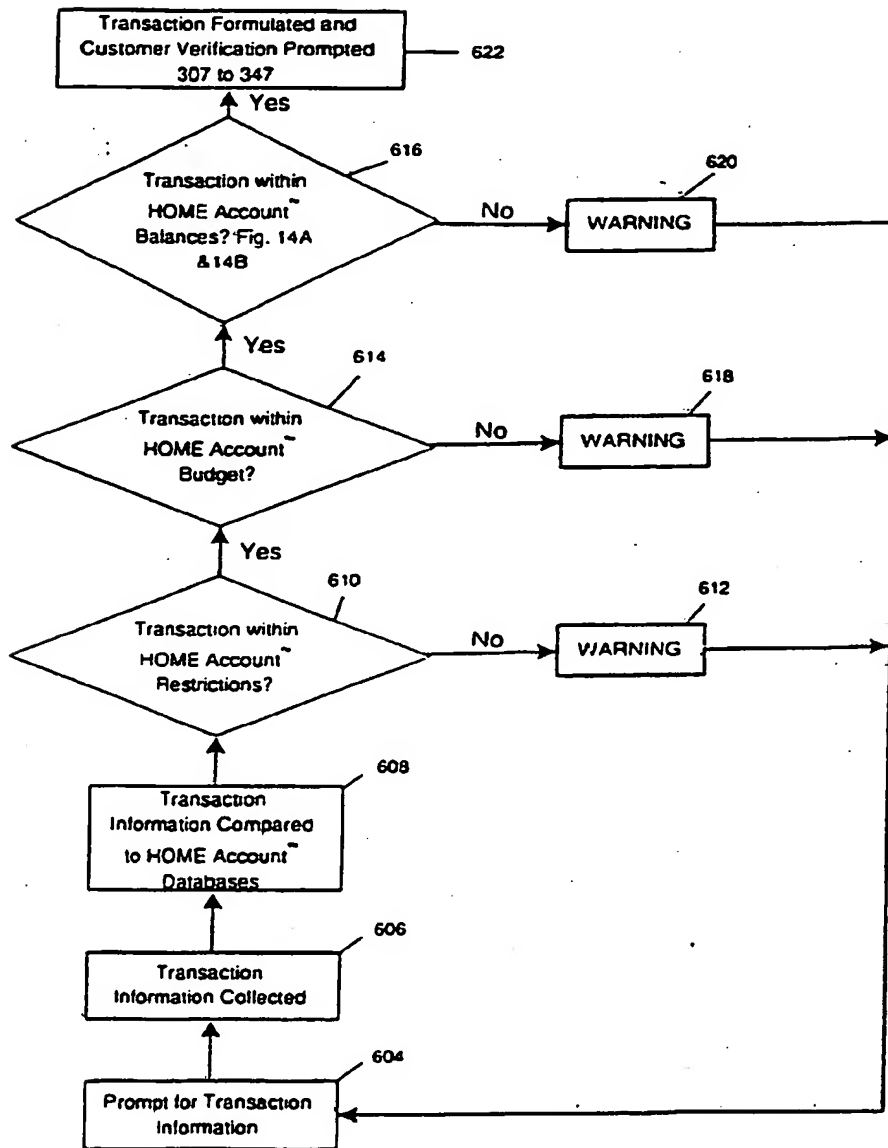 Transaction Formulated and
Customer Verification Prompted
307 to 347
622
Yes
616
Transaction within
HOME Account~
Balances? Fig. 14A
&14B
No
620
WARNING
Yes
614
Transaction within
HOME Account~
Budget?
No
618
WARNING
Yes
610
Transaction within
HOME Account~
Restrictions?
No
612
WARNING
608
Transaction
Information Compared
to HOME Account~
Databases
606
Transaction
Information Collected
604
Prompt for Transaction
Information